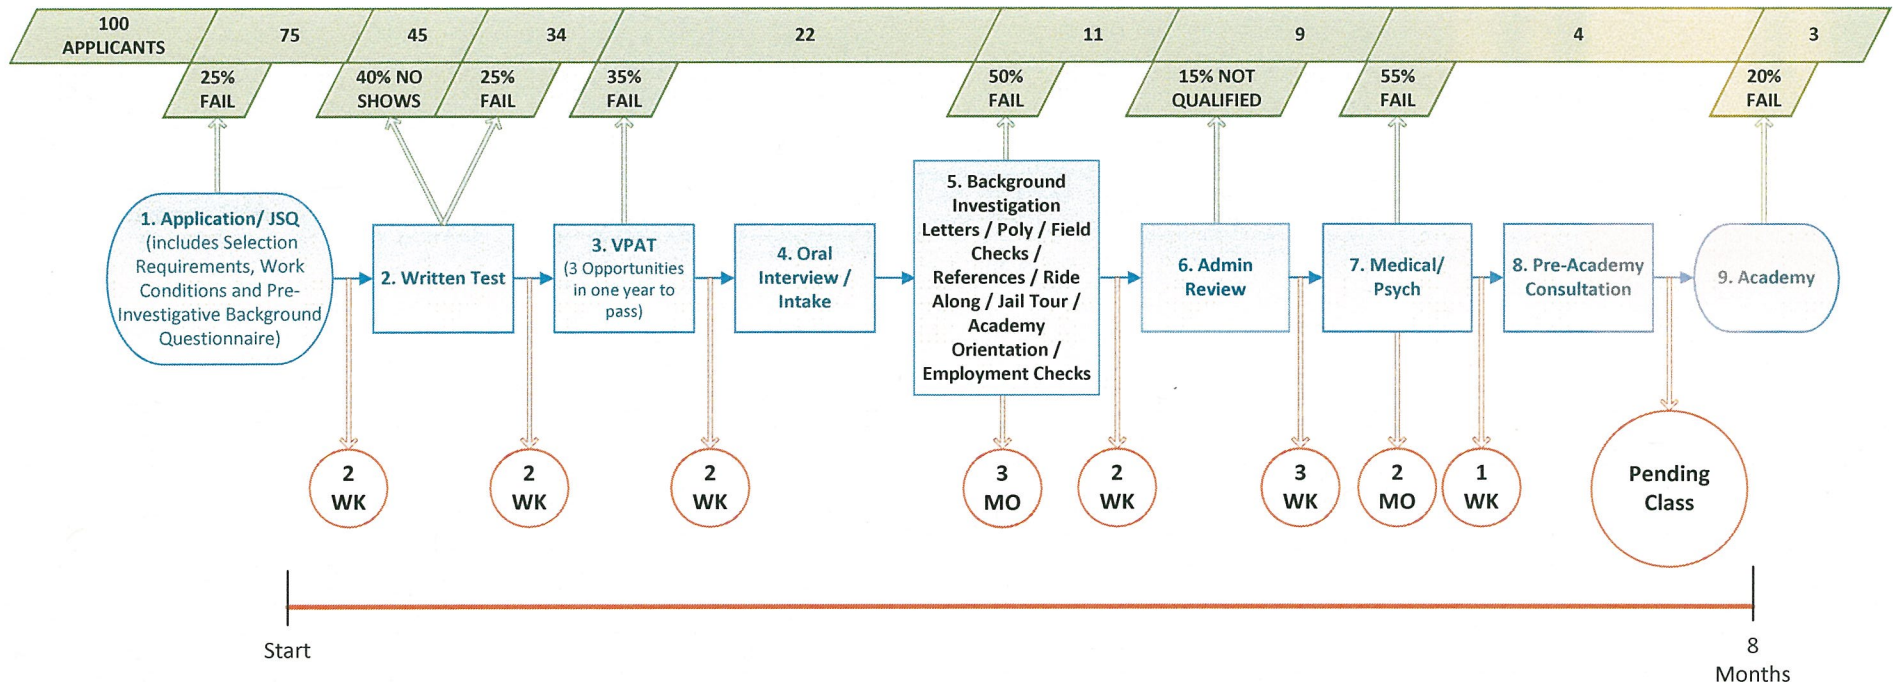 100
APPLICANTS
75
45
34
22
11
9
4
3
25%
FAIL
40% NO
SHOWS
25%
FAIL
35%
FAIL
50%
FAIL
15% NOT
QUALIFIED
55%
FAIL
20%
FAIL
1. Application/ JSQ
(includes Selection
Requirements, Work
Conditions and Pre-
Investigative Background
Questionnaire)
2. Written Test
3. VPAT
(3 Opportunities
in one year to
pass)
4. Oral
Interview /
Intake
5. Background
Investigation
Letters / Poly / Field
Checks /
References / Ride
Along / Jail Tour /
Academy
Orientation /
Employment Checks
6. Admin
Review
7. Medical/
Psych
8. Pre-Academy
Consultation
9. Academy
2
WK
2
WK
2
WK
3
MO
2
WK
3
WK
2
MO
1
WK
Pending
Class
Start
8
Months